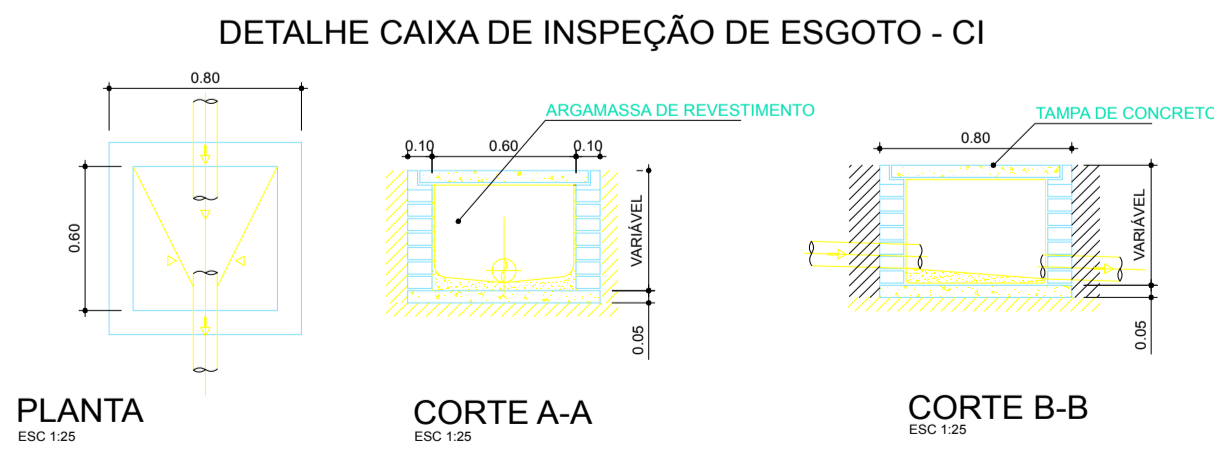 DETALHE CAIXA DE INSPEÇÃO DE ESGOTO - CI
0.80
0.60
PLANTA
ESC 1:25
ARGAMASSA DE REVESTIMENTO
0.10
0.60
0.10
VARIÁVEL
0.05
CORTE A-A
ESC 1:25
TAMPA DE CONCRETO
0.80
VARIÁVEL
0.05
CORTE B-B
ESC 1:25